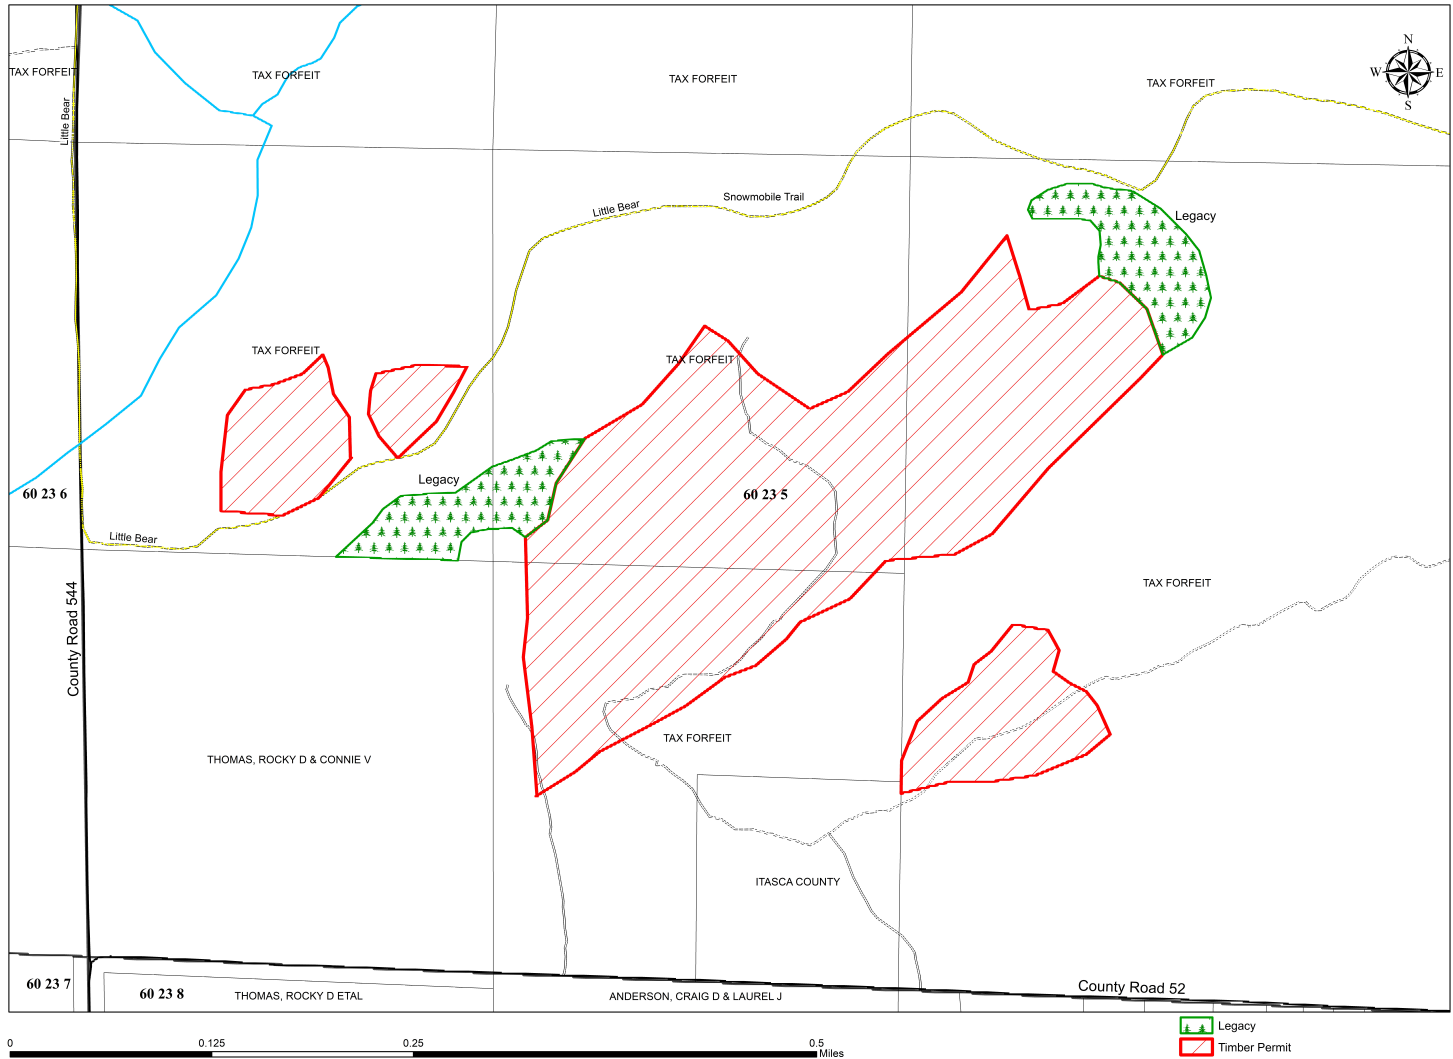 N
W E
S
TAX FORFEIT
TAX FORFEIT
TAX FORFEIT
TAX FORFEIT
Little Bear
Snowmobile Trail
Little Bear
Legacy
TAX FORFEIT
TAX FORFEIT
Legacy
60 23 6
60 23 5
Little Bear
TAX FORFEIT
County Road 544
TAX FORFEIT
THOMAS, ROCKY D & CONNIE V
ITASCA COUNTY
60 23 7
60 23 8
THOMAS, ROCKY D ETAL
ANDERSON, CRAIG D & LAUREL J
County Road 52
Legacy
Timber Permit
0 0.125 0.25 0.5
Miles